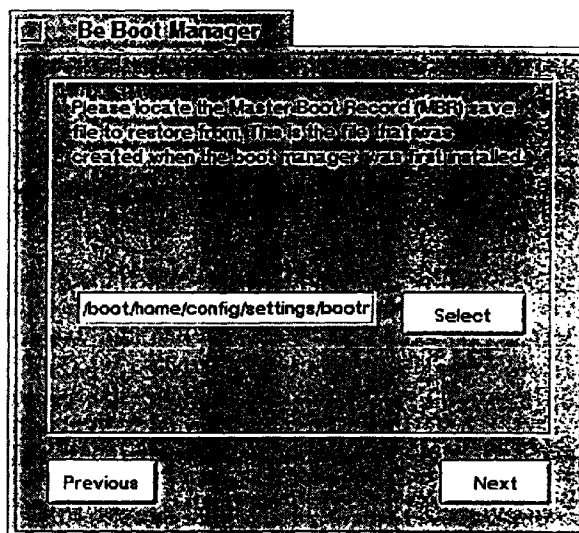 Be Boot Manager
Please locate the Master Boot Record (MBR) save
file to restore from. This is the file that was
created when the boot manager was first installed.
/boot/home/config/settings/bootr
Select
Previous
Next